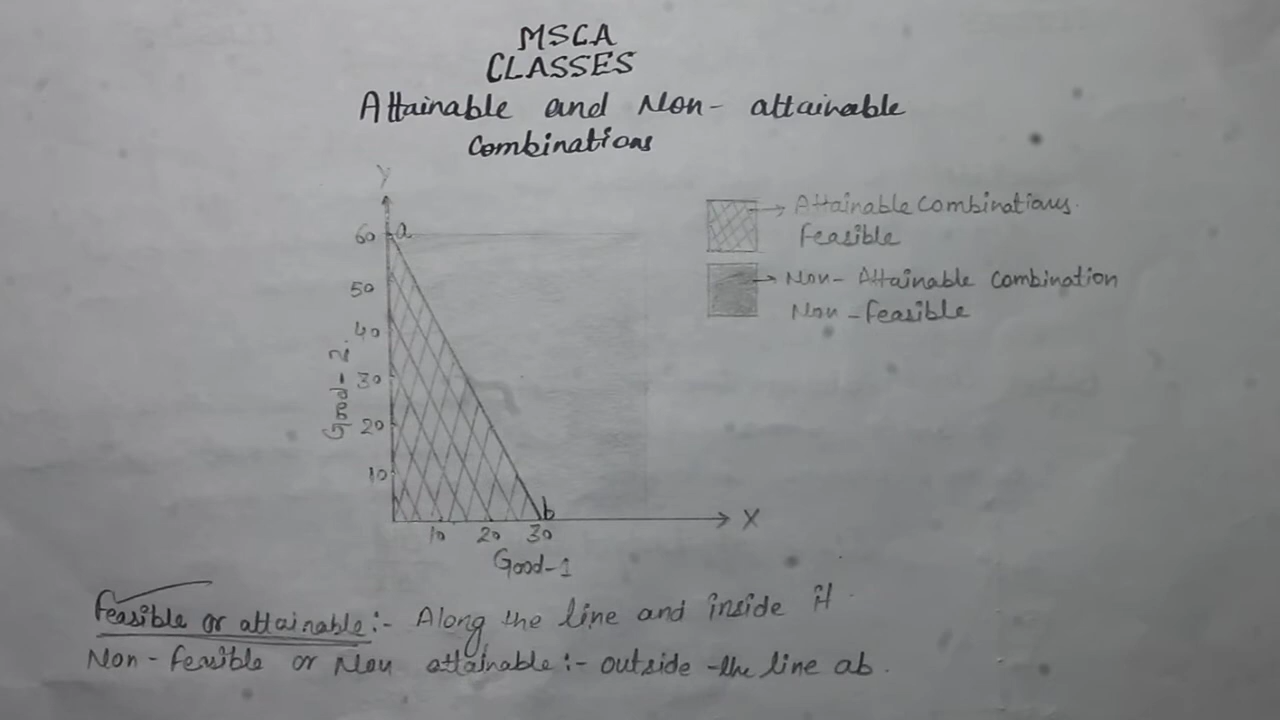 MSCA
CLASSES
Attainable and Non- attainable
Combinations
Y
60 a
50
40
30
20
10
Good-2.
b
X
10 20 30
Good-1
Attainable Combinations.
feasible
Non- Attainable Combination
Non-feasible
feasible or attainable:- Along the line and inside it.
Non-feasible or Non attainable:- outside the line ab.